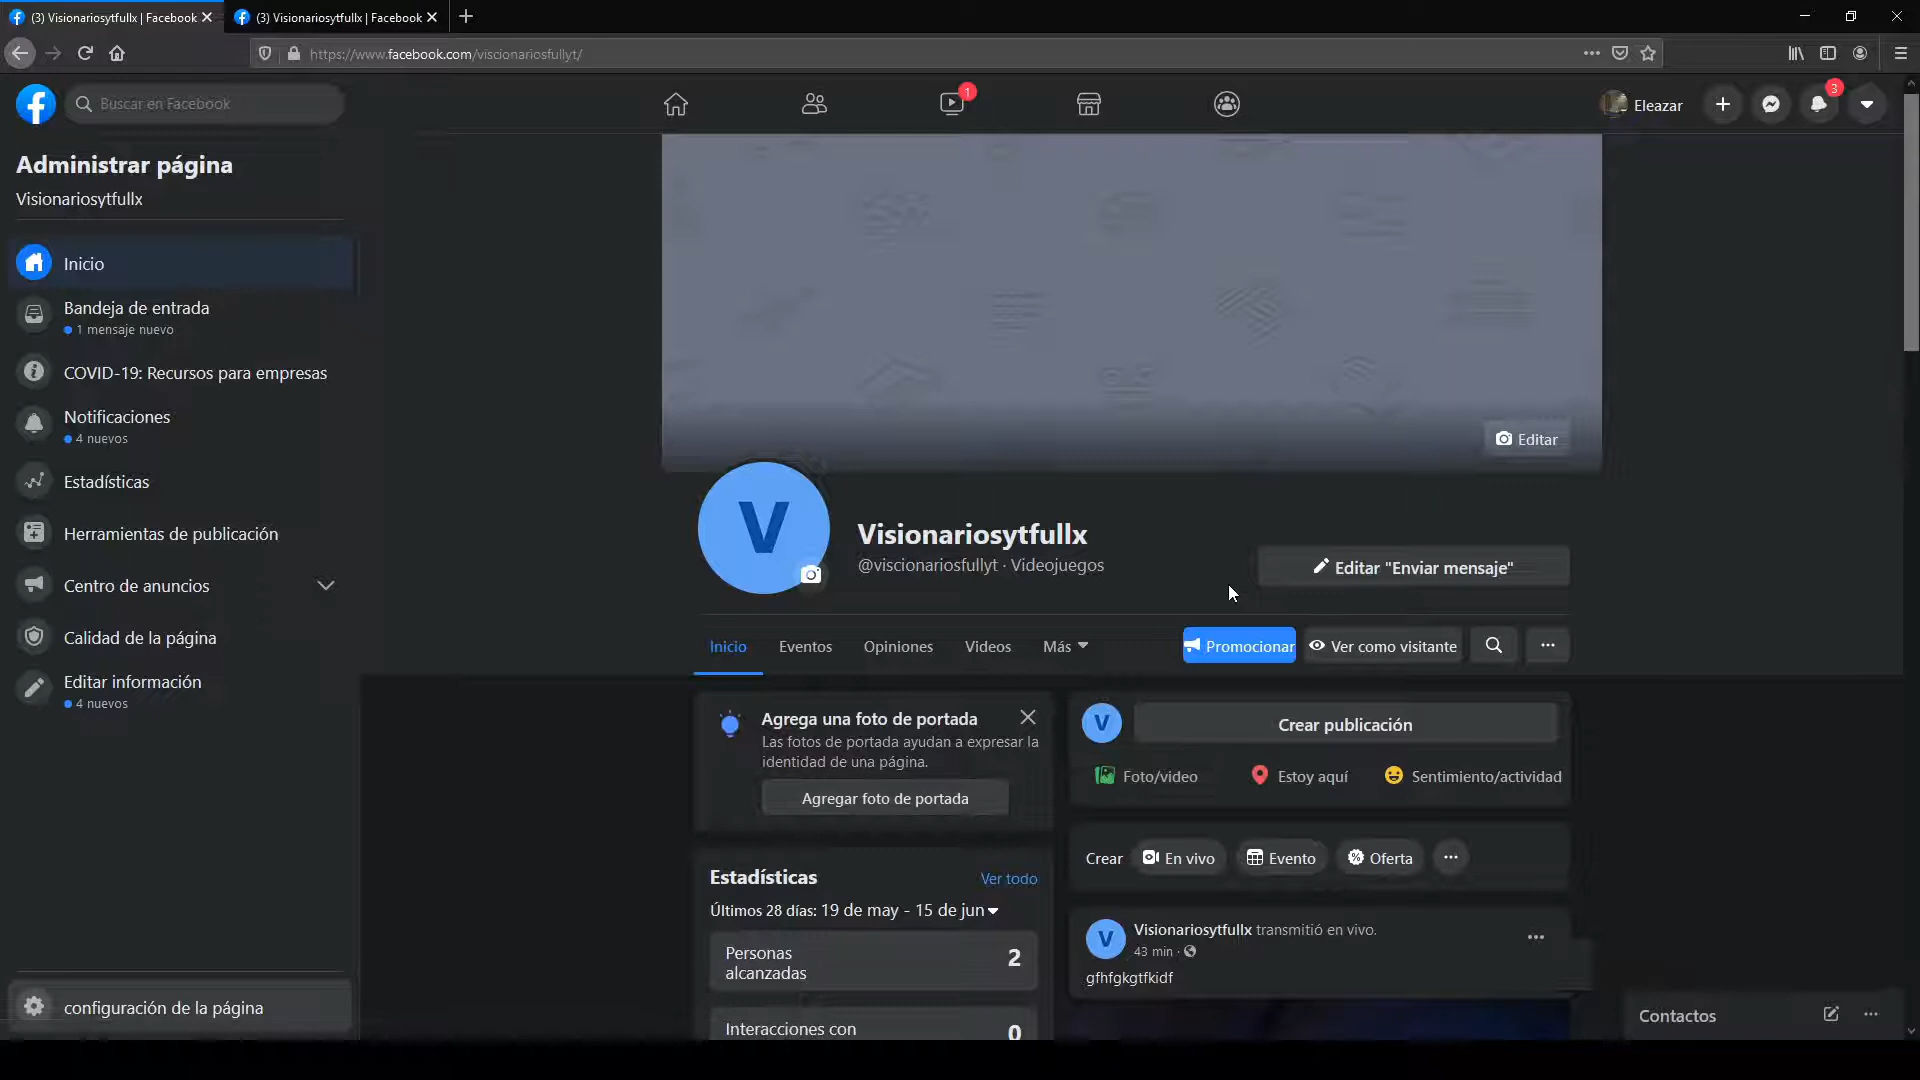 (3) Visionariosytfullx | Facebook
(3) Visionariosytfullx | Facebook
https://www.facebook.com/viscionariosfullyt/
Buscar en Facebook
1
Eleazar
3
Administrar página
Visionariosytfullx
Inicio
Bandeja de entrada
1 mensaje nuevo
COVID-19: Recursos para empresas
Notificaciones
4 nuevos
Estadísticas
Herramientas de publicación
Centro de anuncios
Calidad de la página
Editar información
4 nuevos
configuración de la página
Editar
V
Visionariosytfullx
@viscionariosfullyt · Videojuegos
Editar "Enviar mensaje"
Inicio
Eventos
Opiniones
Videos
Más
Promocionar
Ver como visitante
Agrega una foto de portada
Las fotos de portada ayudan a expresar la
identidad de una página.
Agregar foto de portada
Estadísticas
Ver todo
Últimos 28 días: 19 de may - 15 de jun
Personas
alcanzadas
2
Interacciones con
0
V
Crear publicación
Foto/video
Estoy aquí
Sentimiento/actividad
Crear
En vivo
Evento
Oferta
V
Visionariosytfullx transmitió en vivo.
43 min ·
gfhfgkgtfkidf
Contactos